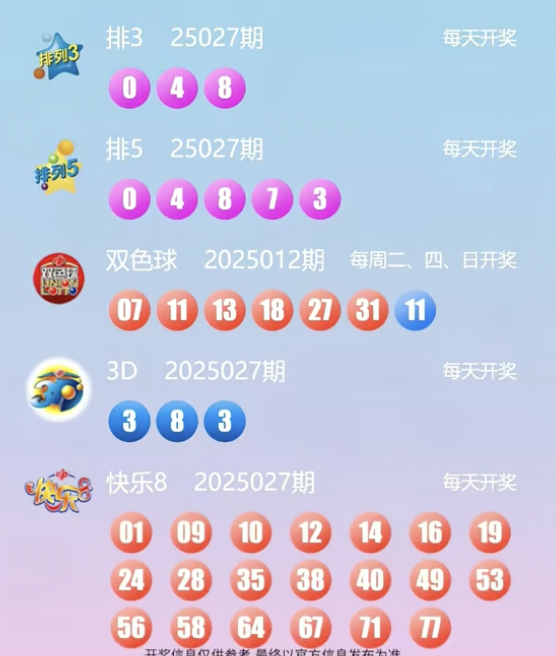 排列3
排3 25027期 每天开奖
0 4 8
排列5
排5 25027期 每天开奖
0 4 8 7 3
双色球
UNION
LOTTO
双色球 2025012期 每周二、四、日开奖
07 11 13 18 27 31 11
3D
3D 2025027期 每天开奖
3 8 3
快乐8
快乐8 2025027期 每天开奖
01 09 10 12 14 16 19
24 28 35 38 40 49 53
56 58 64 67 71 77
开奖信息仅供参考,最终以官方信息发布为准